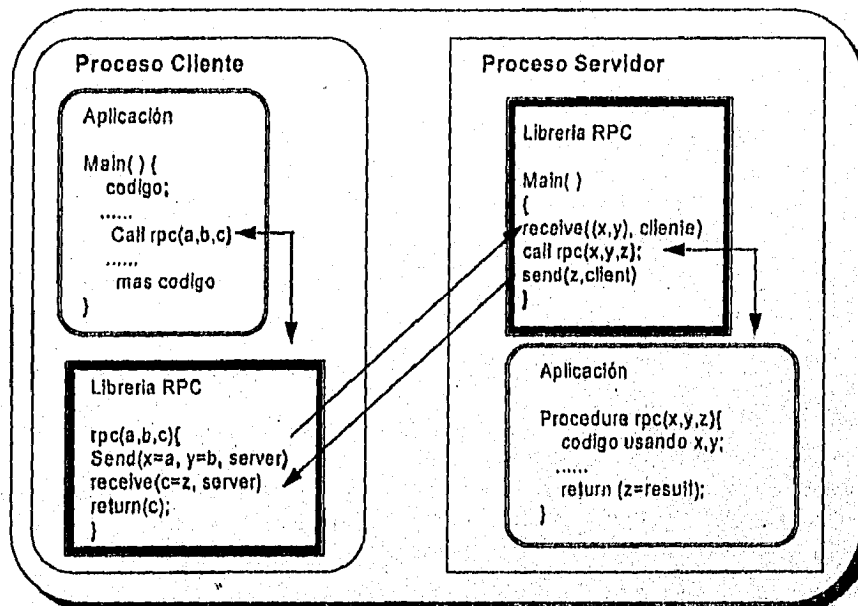 Proceso Cliente
Aplicación
Main( ) {
codigo;
......
Call rpc(a,b,c)
......
mas codigo
}
Libreria RPC
rpc(a,b,c){
Send(x=a, y=b, server)
receive(c=z, server)
return(c);
}
Proceso Servidor
Libreria RPC
Main( )
{
receive((x,y), cliente)
call rpc(x,y,z);
send(z,client)
}
Aplicación
Procedure rpc(x,y,z){
codigo usando x,y;
......
return (z=result);
}